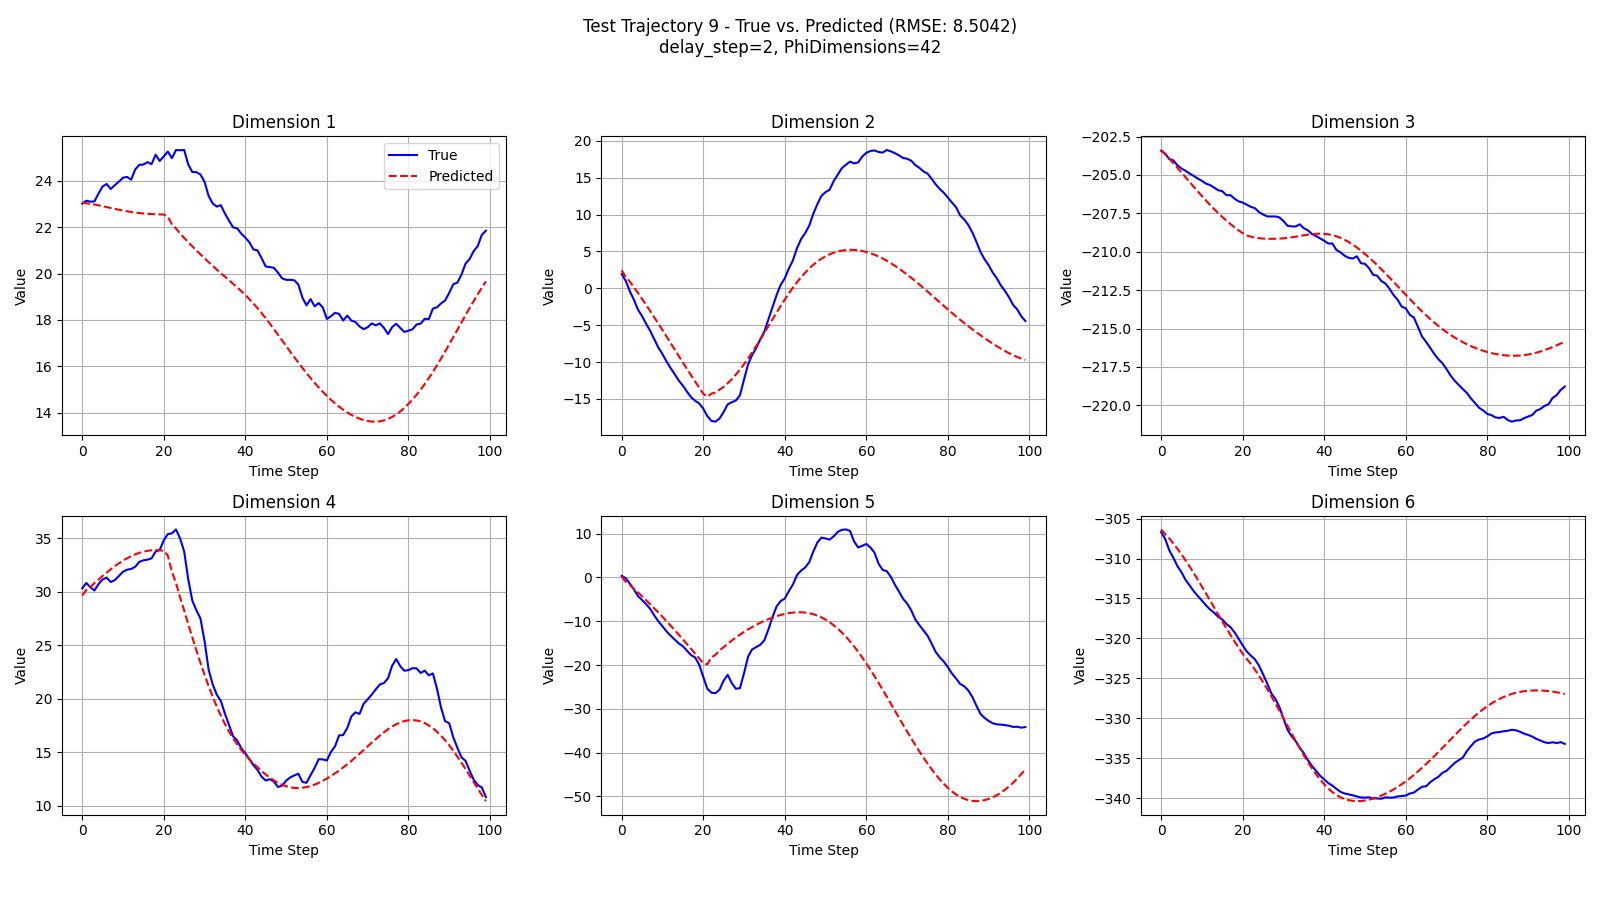 Test Trajectory 9 - True vs. Predicted (RMSE: 8.5042)
delay_step=2, PhiDimensions=42
Dimension 1
True
Predicted
Value
24
22
20
18
16
14
0 20 40 60 80 100
Time Step
Dimension 2
Value
20
15
10
5
0
−5
−10
−15
0 20 40 60 80 100
Time Step
Dimension 3
Value
−202.5
−205.0
−207.5
−210.0
−212.5
−215.0
−217.5
−220.0
0 20 40 60 80 100
Time Step
Dimension 4
Value
35
30
25
20
15
10
0 20 40 60 80 100
Time Step
Dimension 5
Value
10
0
−10
−20
−30
−40
−50
0 20 40 60 80 100
Time Step
Dimension 6
Value
−305
−310
−315
−320
−325
−330
−335
−340
0 20 40 60 80 100
Time Step